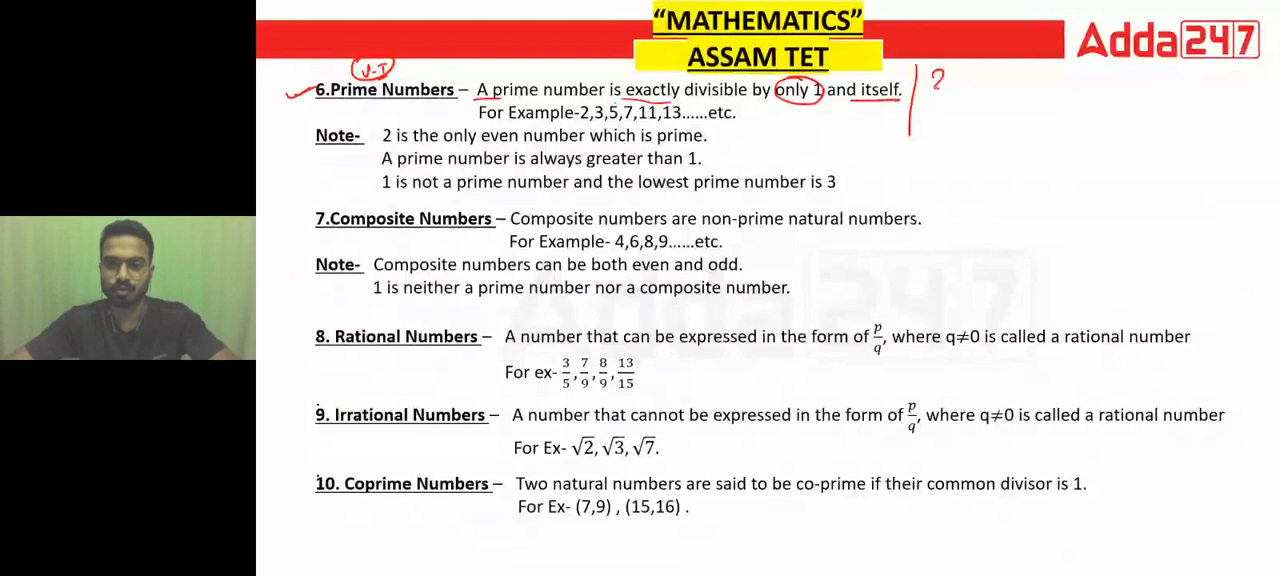 “MATHEMATICS”
ASSAM TET
Adda247
V-I
6.Prime Numbers – A prime number is exactly divisible by only 1 and itself. 2
For Example-2,3,5,7,11,13......etc.
Note- 2 is the only even number which is prime.
A prime number is always greater than 1.
1 is not a prime number and the lowest prime number is 3
7.Composite Numbers – Composite numbers are non-prime natural numbers.
For Example- 4,6,8,9......etc.
Note- Composite numbers can be both even and odd.
1 is neither a prime number nor a composite number.
8. Rational Numbers – A number that can be expressed in the form of p/q, where q≠0 is called a rational number
For ex- 3/5, 7/9, 8/9, 13/15
9. Irrational Numbers – A number that cannot be expressed in the form of p/q, where q≠0 is called a rational number
For Ex- √2, √3, √7.
10. Coprime Numbers – Two natural numbers are said to be co-prime if their common divisor is 1.
For Ex- (7,9) , (15,16) .
Adda247